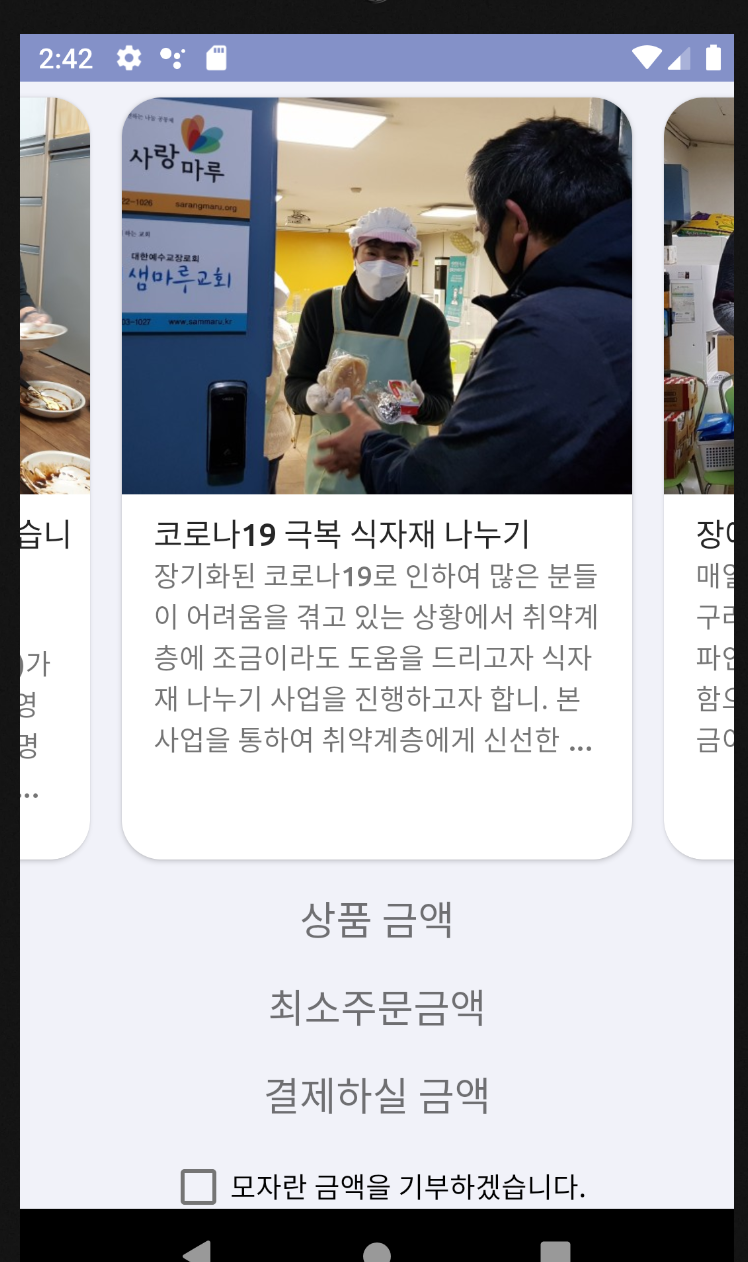 2:42
사랑마루
22-1026 sarangmaru.org
대한예수교장로회
샘마루교회
03-1027 www.sammaru.kr
습니
)가
영
명
...
코로나19 극복 식자재 나누기
장기화된 코로나19로 인하여 많은 분들
이 어려움을 겪고 있는 상황에서 취약계
층에 조금이라도 도움을 드리고자 식자
재 나누기 사업을 진행하고자 합니. 본
사업을 통하여 취약계층에게 신선한 ...
매일
함으
상품 금액
최소주문금액
결제하실 금액
모자란 금액을 기부하겠습니다.